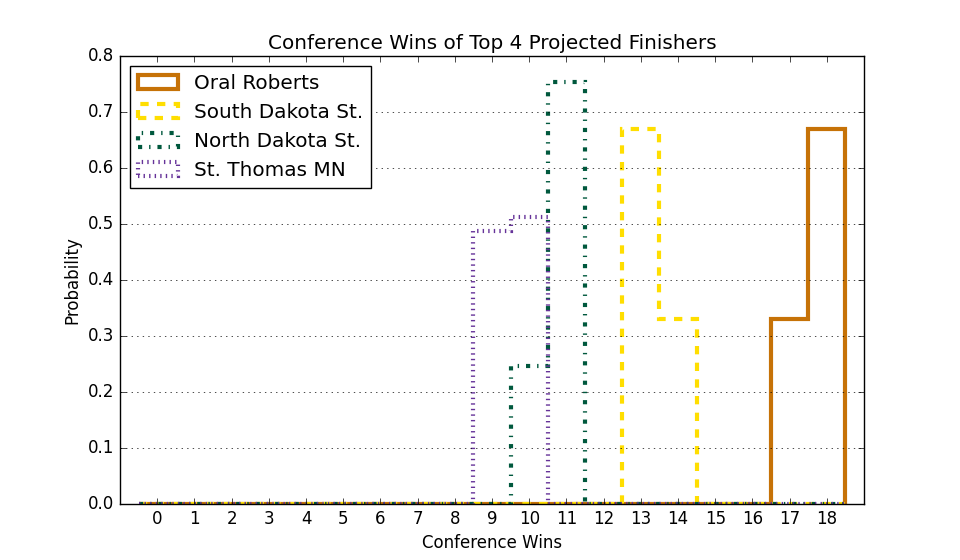 Conference Wins of Top 4 Projected Finishers
Oral Roberts
South Dakota St.
North Dakota St.
St. Thomas MN
Probability
0.8
0.7
0.6
0.5
0.4
0.3
0.2
0.1
0.0
0 1 2 3 4 5 6 7 8 9 10 11 12 13 14 15 16 17 18
Conference Wins